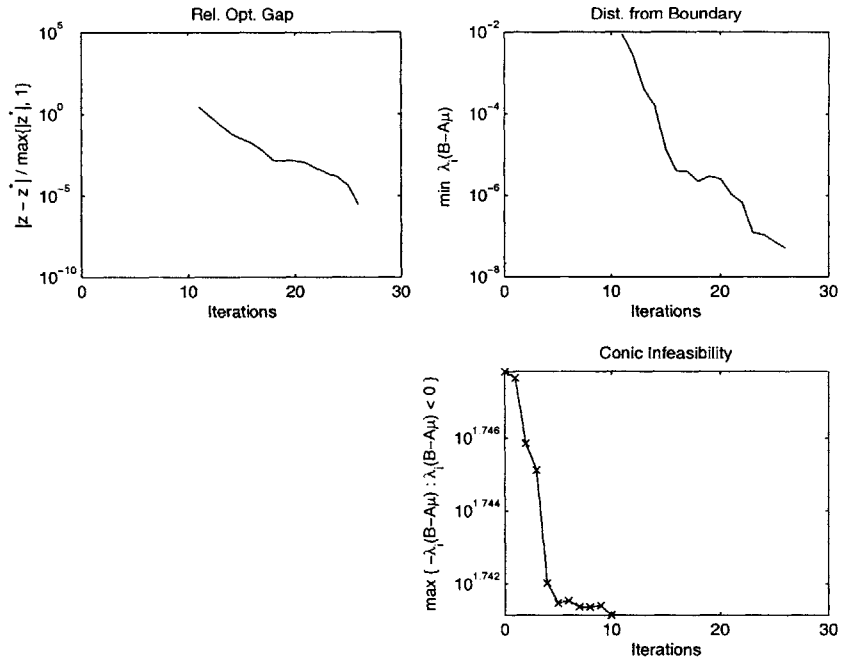 Rel. Opt. Gap
10^5
10^0
10^-5
10^-10
|z − z^*| / max{|z^*|, 1}
0 10 20 30
Iterations
Dist. from Boundary
10^-2
10^-4
10^-6
10^-8
min λ_i(B−Aμ)
0 10 20 30
Iterations
Conic Infeasibility
10^1.746
10^1.744
10^1.742
max { −λ_i(B−Aμ) : λ_i(B−Aμ) < 0 }
0 10 20 30
Iterations